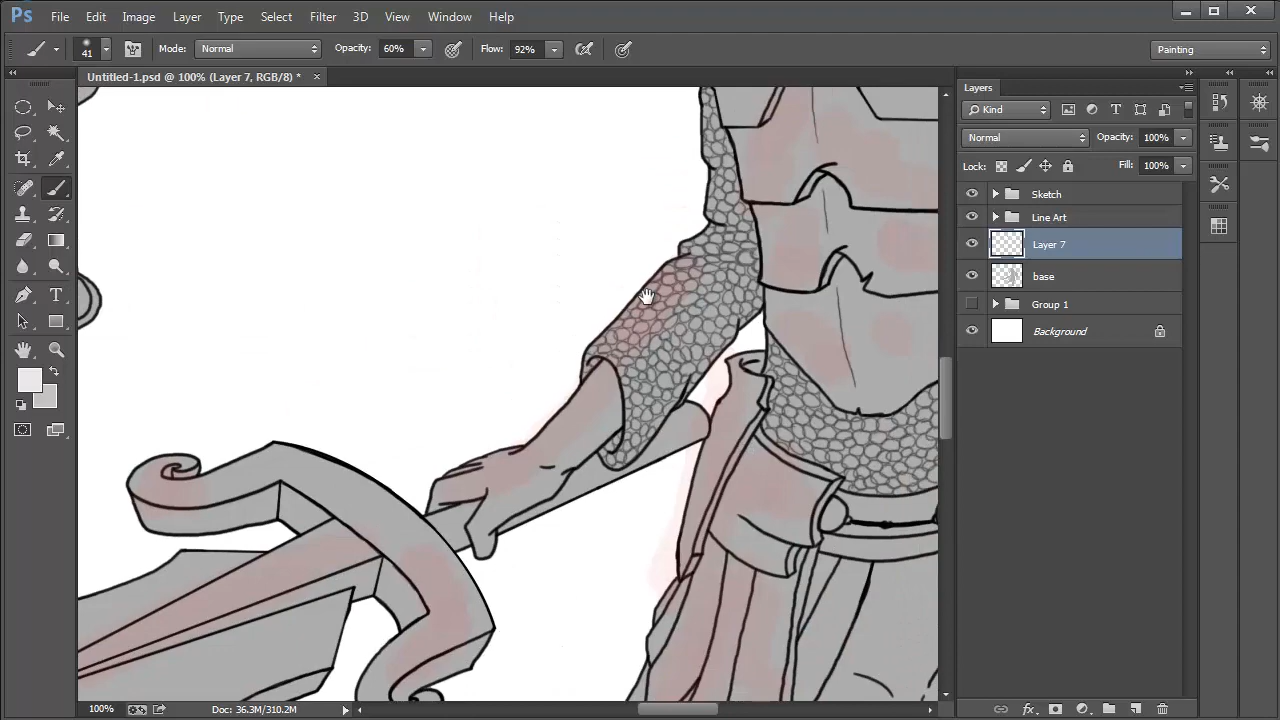 Ps File Edit Image Layer Type Select Filter 3D View Window Help
41 Mode: Normal Opacity: 60% Flow: 92% Painting
Untitled-1.psd @ 100% (Layer 7, RGB/8) * ×
Layers
Kind
Normal Opacity: 100%
Lock: Fill: 100%
Sketch
Line Art
Layer 7
base
Group 1
Background
100% Doc: 36.3M/310.2M
fx